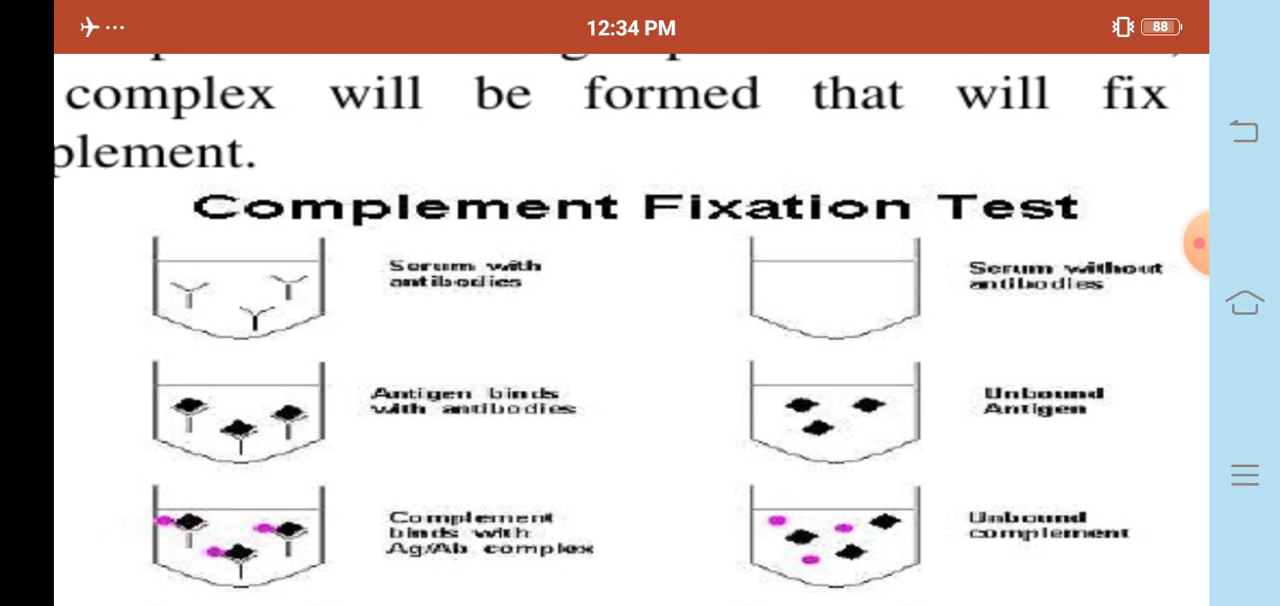 12:34 PM
88
complex will be formed that will fix
plement.
Complement Fixation Test
Serum with
antibodies
Serum without
antibodies
Antigen binds
with antibodies
Unbound
Antigen
Complement
binds with
Ag/Ab complex
Unbound
complement